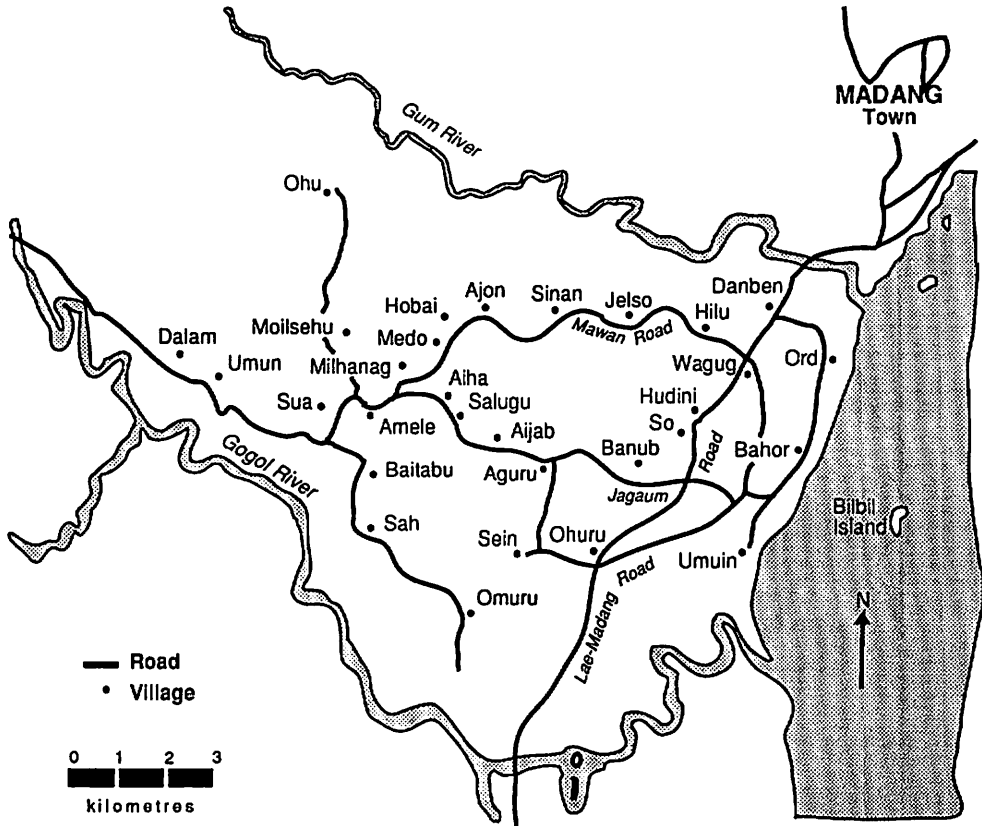 MADANG
Town
Gum River
Ohu
Danben
Ajon
Sinan
Jelso
Hobai
Hilu
Mawan Road
Moilsehu
Medo
Dalam
Umun
Milhanag
Wagug
Ord
Aiha
Salugu
Hudini
Sua
Amele
So
Aijab
Banub
Road
Bahor
Gogol River
Baitabu
Aguru
Jagaum
Bilbil
Island
Sah
Sein
Ohuru
Umuin
Lae-Madang Road
Omuru
N
Road
Village
0 1 2 3
kilometres